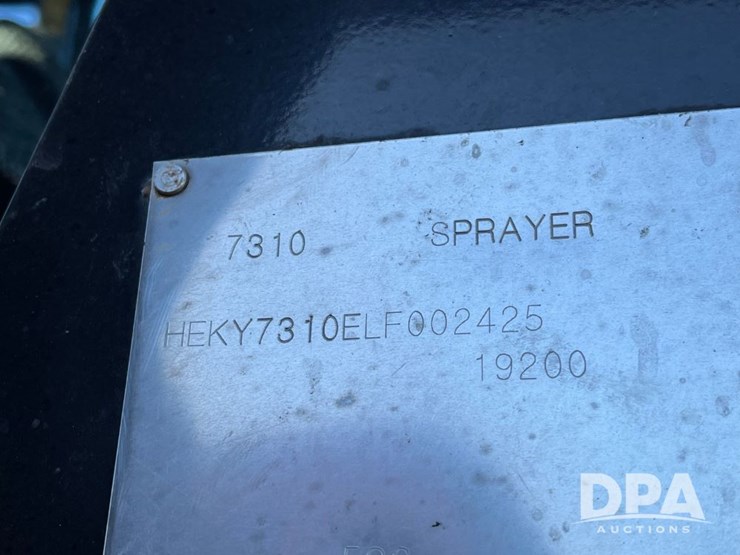 7310 SPRAYER
HEKY7310ELF002425
19200
DPA
AUCTIONS